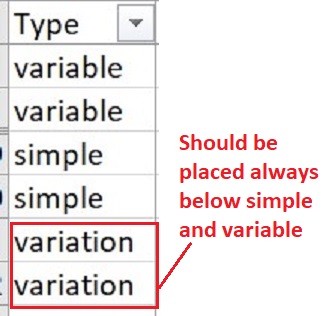 Type
variable
variable
simple
simple
variation
variation
Should be
placed always
below simple
and variable